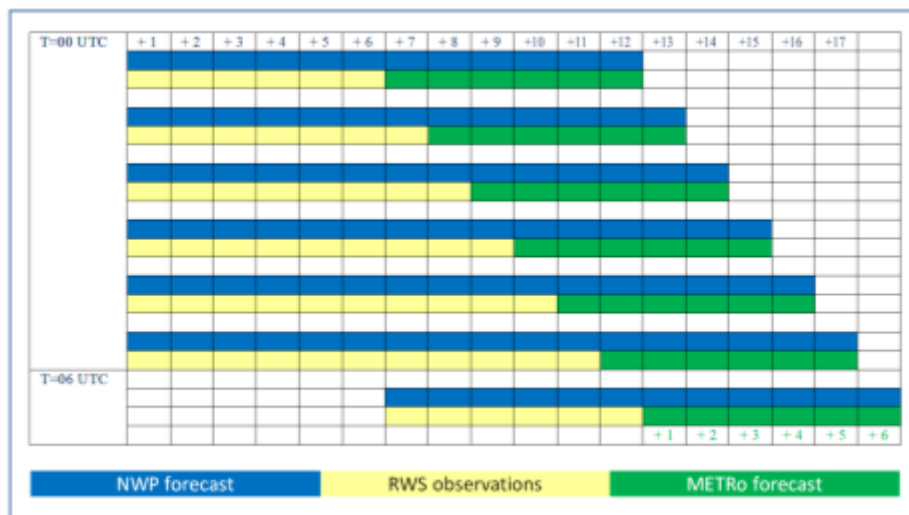 T=00 UTC + 1 + 2 + 3 + 4 + 5 + 6 + 7 + 8 + 9 +10 +11 +12 +13 +14 +15 +16 +17
T=06 UTC
+ 1 + 2 + 3 + 4 + 5 + 6
NWP forecast RWS observations METRo forecast